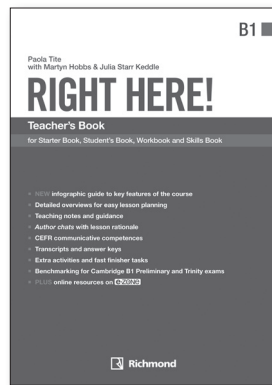 B1
Paola Tite
with Martyn Hobbs & Julia Starr Keddle
RIGHT HERE!
Teacher's Book
for Starter Book, Student's Book, Workbook and Skills Book
NEW infographic guide to key features of the course
Detailed overviews for easy lesson planning
Teaching notes and guidance
Author chats with lesson rationale
CEFR communicative competences
Transcripts and answer keys
Extra activities and fast finisher tasks
Benchmarking for Cambridge B1 Preliminary and Trinity exams
PLUS online resources on e-ZONE
Richmond